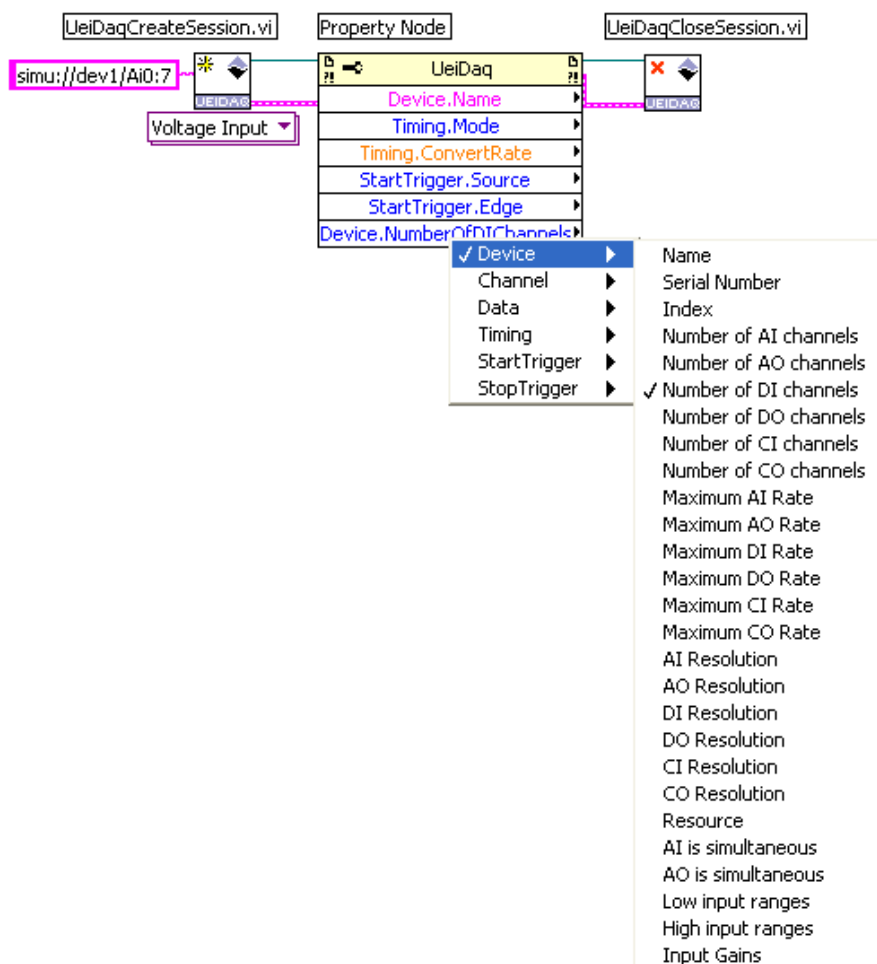 UeiDaqCreateSession.vi
Property Node
UeiDaqCloseSession.vi
simu://dev1/Ai0:7
UEIDAQ
Voltage Input
UeiDaq
Device.Name
Timing.Mode
Timing.ConvertRate
StartTrigger.Source
StartTrigger.Edge
Device.NumberOfDIChannels
UEIDAQ
Device
Channel
Data
Timing
StartTrigger
StopTrigger
Name
Serial Number
Index
Number of AI channels
Number of AO channels
Number of DI channels
Number of DO channels
Number of CI channels
Number of CO channels
Maximum AI Rate
Maximum AO Rate
Maximum DI Rate
Maximum DO Rate
Maximum CI Rate
Maximum CO Rate
AI Resolution
AO Resolution
DI Resolution
DO Resolution
CI Resolution
CO Resolution
Resource
AI is simultaneous
AO is simultaneous
Low input ranges
High input ranges
Input Gains